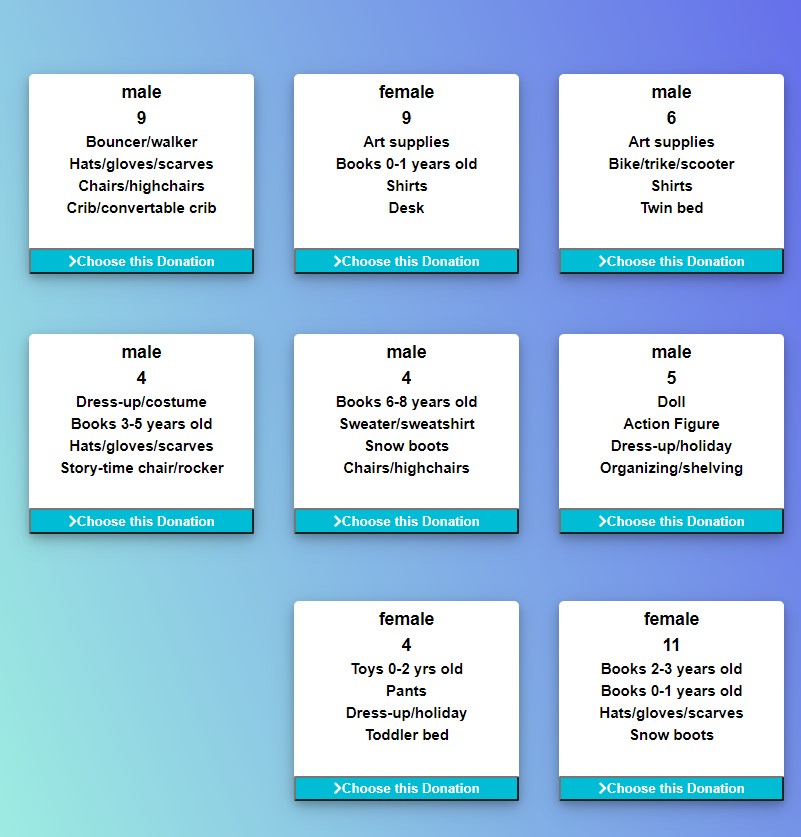 male
9
Bouncer/walker
Hats/gloves/scarves
Chairs/highchairs
Crib/convertable crib
Choose this Donation
female
9
Art supplies
Books 0-1 years old
Shirts
Desk
Choose this Donation
male
6
Art supplies
Bike/trike/scooter
Shirts
Twin bed
Choose this Donation
male
4
Dress-up/costume
Books 3-5 years old
Hats/gloves/scarves
Story-time chair/rocker
Choose this Donation
male
4
Books 6-8 years old
Sweater/sweatshirt
Snow boots
Chairs/highchairs
Choose this Donation
male
5
Doll
Action Figure
Dress-up/holiday
Organizing/shelving
Choose this Donation
female
4
Toys 0-2 yrs old
Pants
Dress-up/holiday
Toddler bed
Choose this Donation
female
11
Books 2-3 years old
Books 0-1 years old
Hats/gloves/scarves
Snow boots
Choose this Donation